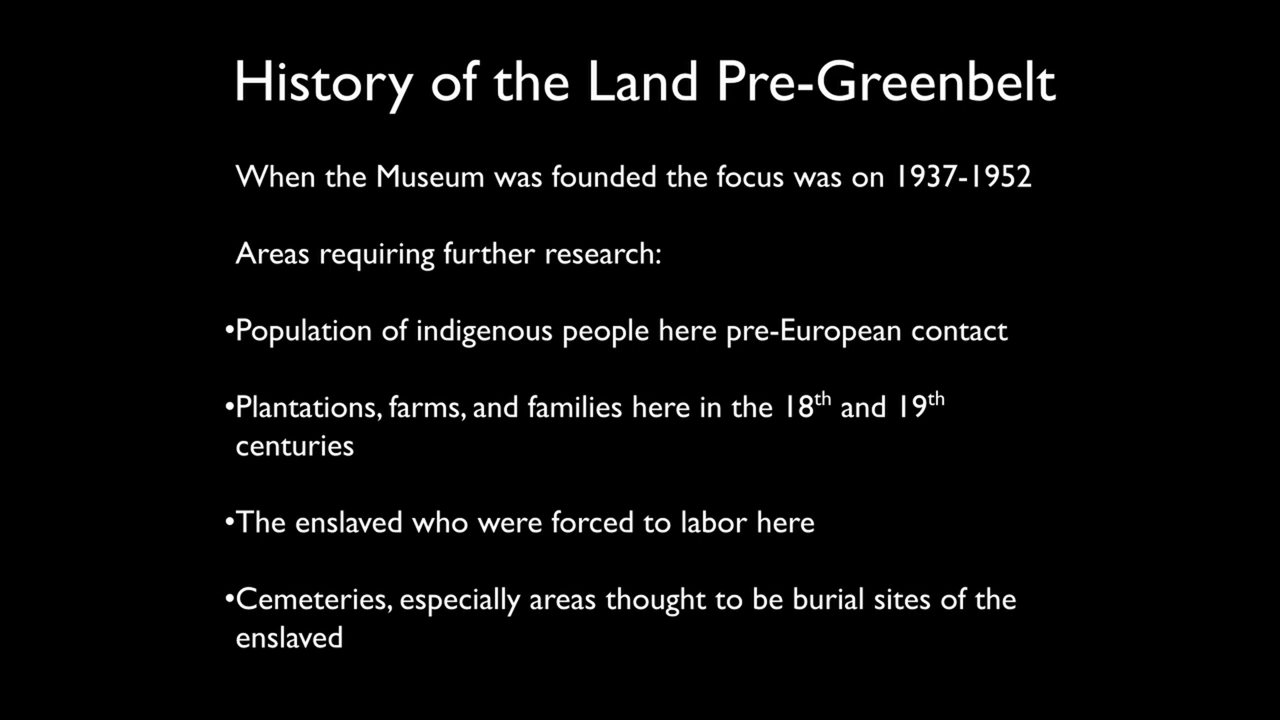 History of the Land Pre-Greenbelt
When the Museum was founded the focus was on 1937-1952
Areas requiring further research:
•Population of indigenous people here pre-European contact
•Plantations, farms, and families here in the 18th and 19th
centuries
•The enslaved who were forced to labor here
•Cemeteries, especially areas thought to be burial sites of the
enslaved